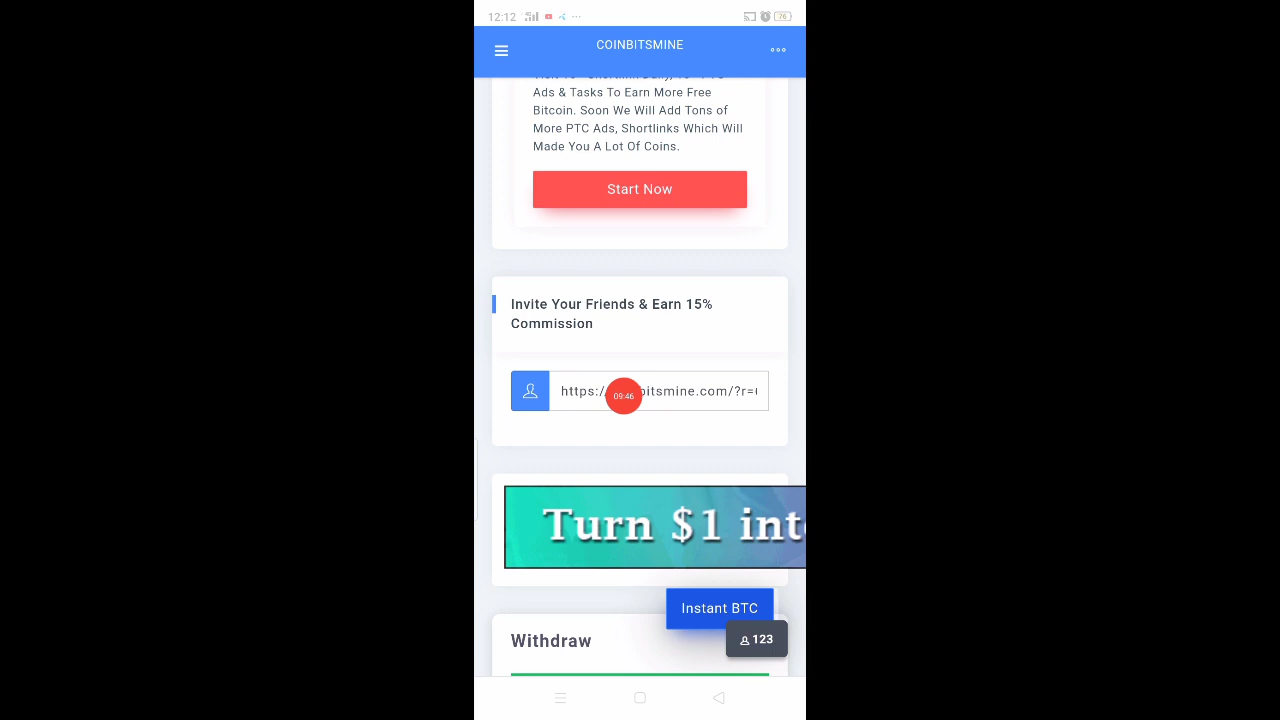 12:12
76
COINBITSMINE
Ads & Tasks To Earn More Free
Bitcoin. Soon We Will Add Tons of
More PTC Ads, Shortlinks Which Will
Made You A Lot Of Coins.
Start Now
Invite Your Friends & Earn 15%
Commission
https:/ bitsmine.com/?r=
09:46
Turn $1 int
Instant BTC
123
Withdraw